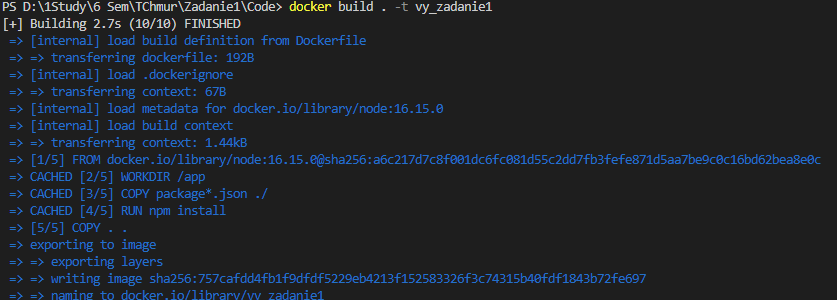 PS D:\1Study\6 Sem\TChmur\Zadanie1\Code> docker build . -t vy_zadanie1
[+] Building 2.7s (10/10) FINISHED
=> [internal] load build definition from Dockerfile
=> => transferring dockerfile: 192B
=> [internal] load .dockerignore
=> => transferring context: 67B
=> [internal] load metadata for docker.io/library/node:16.15.0
=> [internal] load build context
=> => transferring context: 1.44kB
=> [1/5] FROM docker.io/library/node:16.15.0@sha256:a6c217d7c8f001dc6fc081d55c2dd7fb3fefe871d5aa7be9c0c16bd62bea8e0c
=> CACHED [2/5] WORKDIR /app
=> CACHED [3/5] COPY package*.json ./
=> CACHED [4/5] RUN npm install
=> [5/5] COPY . .
=> exporting to image
=> => exporting layers
=> => writing image sha256:757cafdd4fb1f9dfdf5229eb4213f152583326f3c74315b40fdf1843b72fe697
=> => naming to docker.io/library/vy_zadanie1